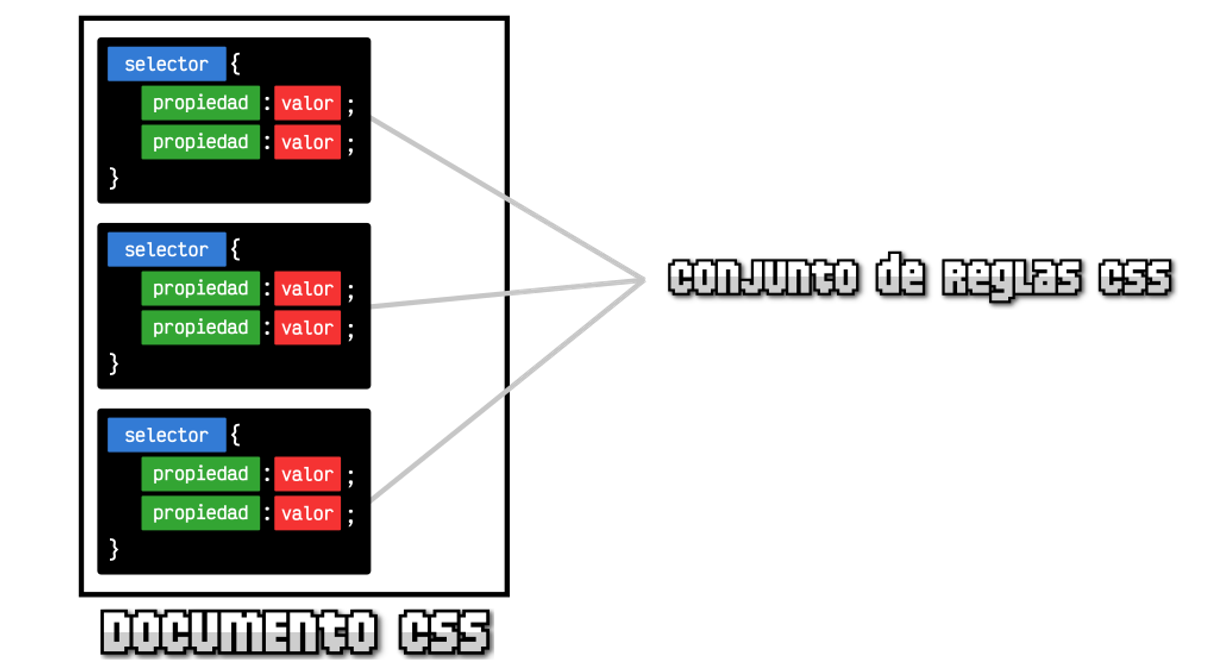 selector {
propiedad : valor ;
propiedad : valor ;
}
selector {
propiedad : valor ;
propiedad : valor ;
}
selector {
propiedad : valor ;
propiedad : valor ;
}
Conjunto de Reglas CSS
DOCUMENTO CSS